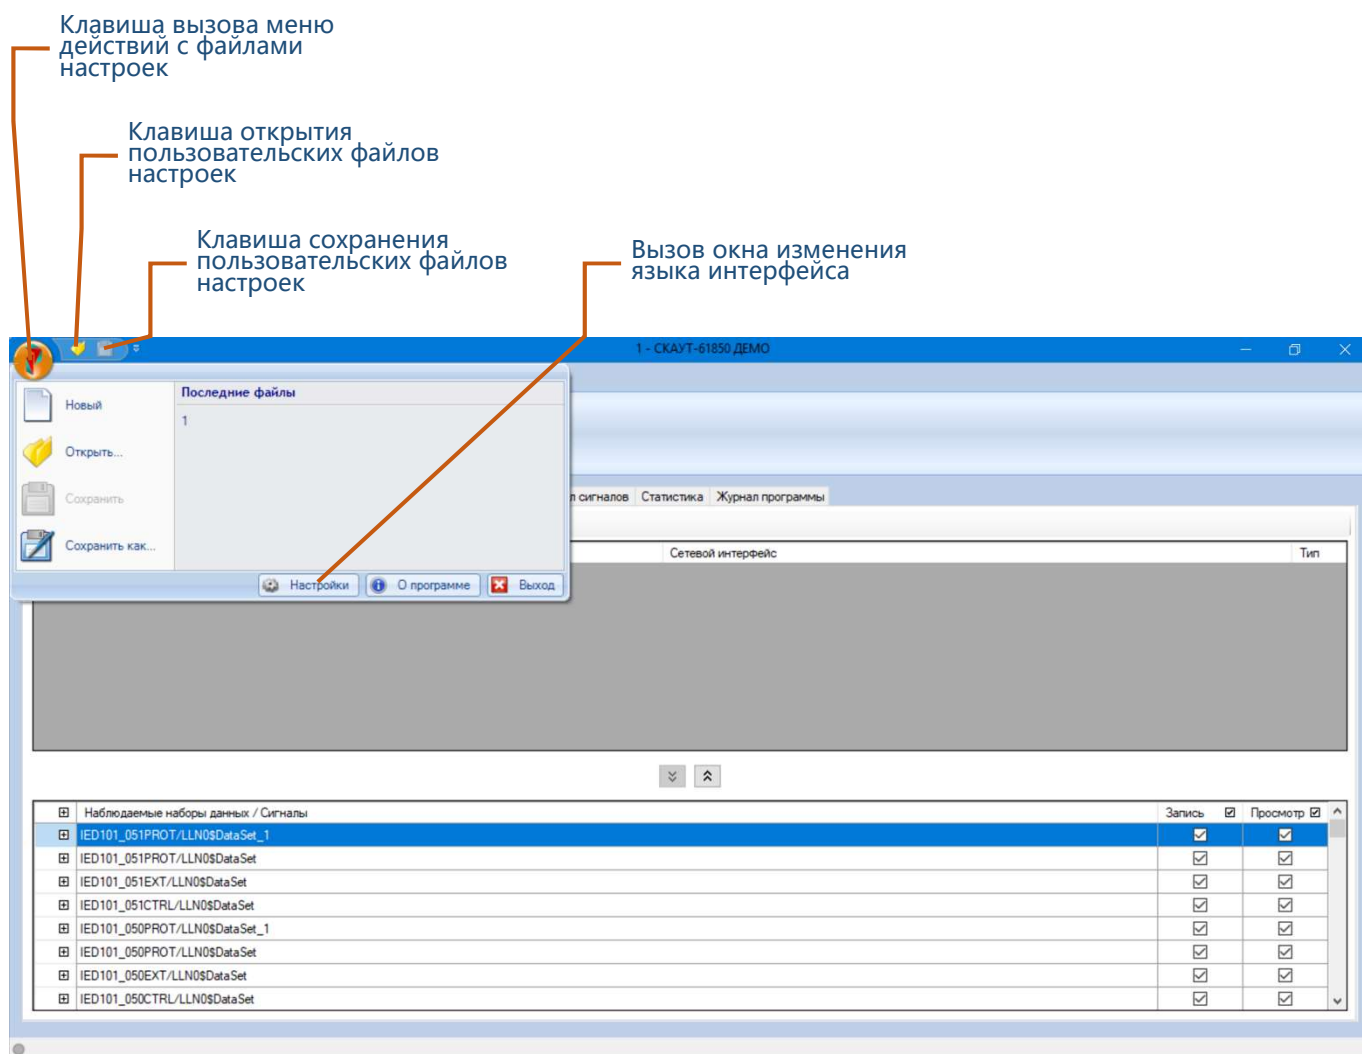 Клавиша вызова меню
действий с файлами
настроек
Клавиша открытия
пользовательских файлов
настроек
Клавиша сохранения
пользовательских файлов
настроек
Вызов окна изменения
языка интерфейса
1 - СКАУТ-61850 ДЕМО
Новый
Открыть...
Сохранить
Сохранить как...
Последние файлы
1
Настройки
О программе
Выход
л сигналов
Статистика
Журнал программы
Сетевой интерфейс
Тип
Наблюдаемые наборы данных / Сигналы
Запись
Просмотр
IED101_051PROT/LLN0$DataSet_1
IED101_051PROT/LLN0$DataSet
IED101_051EXT/LLN0$DataSet
IED101_051CTRL/LLN0$DataSet
IED101_050PROT/LLN0$DataSet_1
IED101_050PROT/LLN0$DataSet
IED101_050EXT/LLN0$DataSet
IED101_050CTRL/LLN0$DataSet